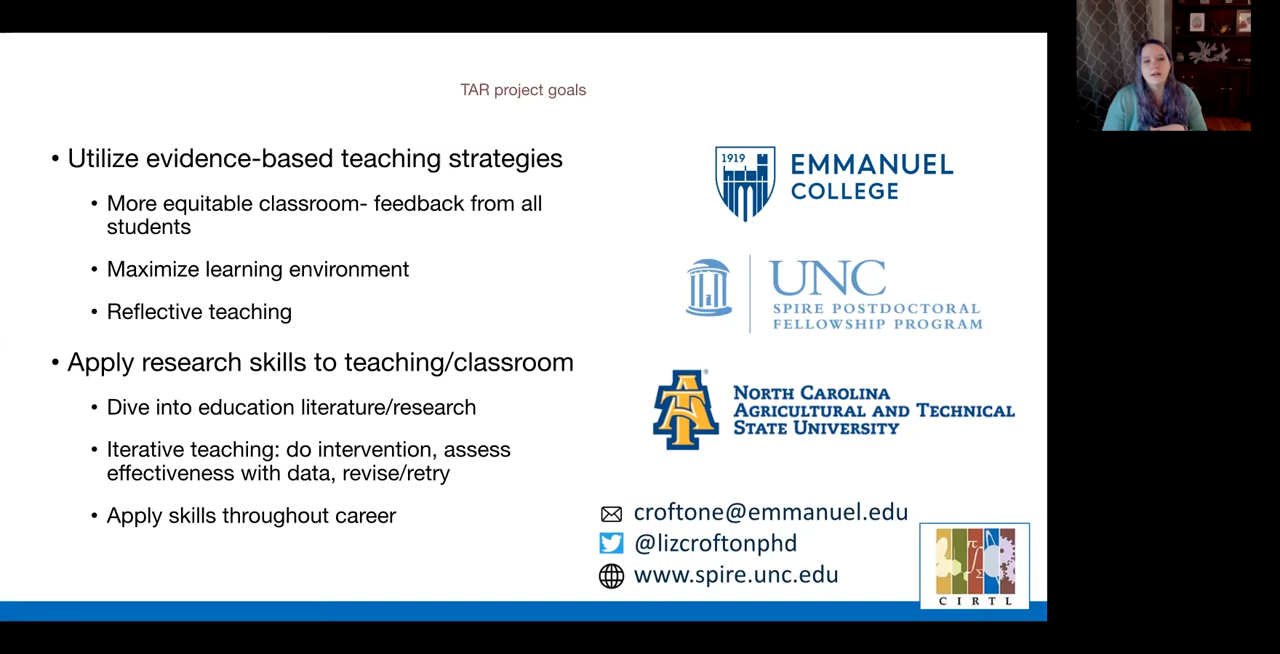 TAR project goals
• Utilize evidence-based teaching strategies
• More equitable classroom- feedback from all
students
• Maximize learning environment
• Reflective teaching
• Apply research skills to teaching/classroom
• Dive into education literature/research
• Iterative teaching: do intervention, assess
effectiveness with data, revise/retry
• Apply skills throughout career
1919
EMMANUEL
COLLEGE
UNC
SPIRE POSTDOCTORAL
FELLOWSHIP PROGRAM
AT
®
NORTH CAROLINA
AGRICULTURAL AND TECHNICAL
STATE UNIVERSITY
croftone@emmanuel.edu
@lizcroftonphd
www.spire.unc.edu
π
∫
Σ
CIRTL